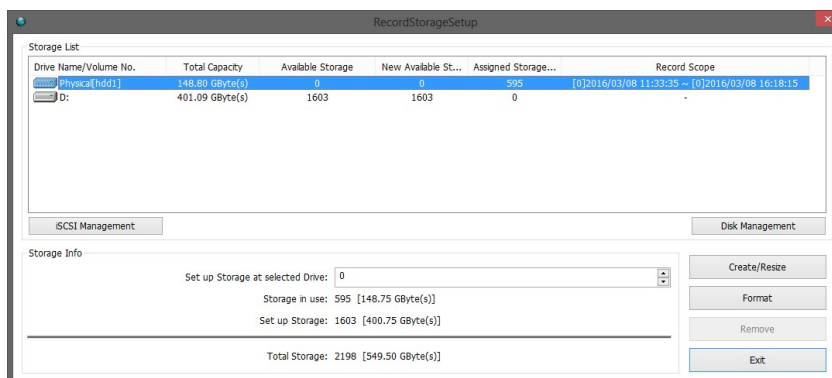 RecordStorageSetup
Storage List
Drive Name/Volume No. Total Capacity Available Storage New Available St... Assigned Storage... Record Scope
Physical[hdd1] 148.80 GByte(s) 0 0 595 [0]2016/03/08 11:33:35 ~ [0]2016/03/08 16:18:15
D: 401.09 GByte(s) 1603 1603 0 -
iSCSI Management Disk Management
Storage Info
Set up Storage at selected Drive: 0
Storage in use: 595 [148.75 GByte(s)]
Set up Storage: 1603 [400.75 GByte(s)]
Total Storage: 2198 [549.50 GByte(s)]
Create/Resize
Format
Remove
Exit